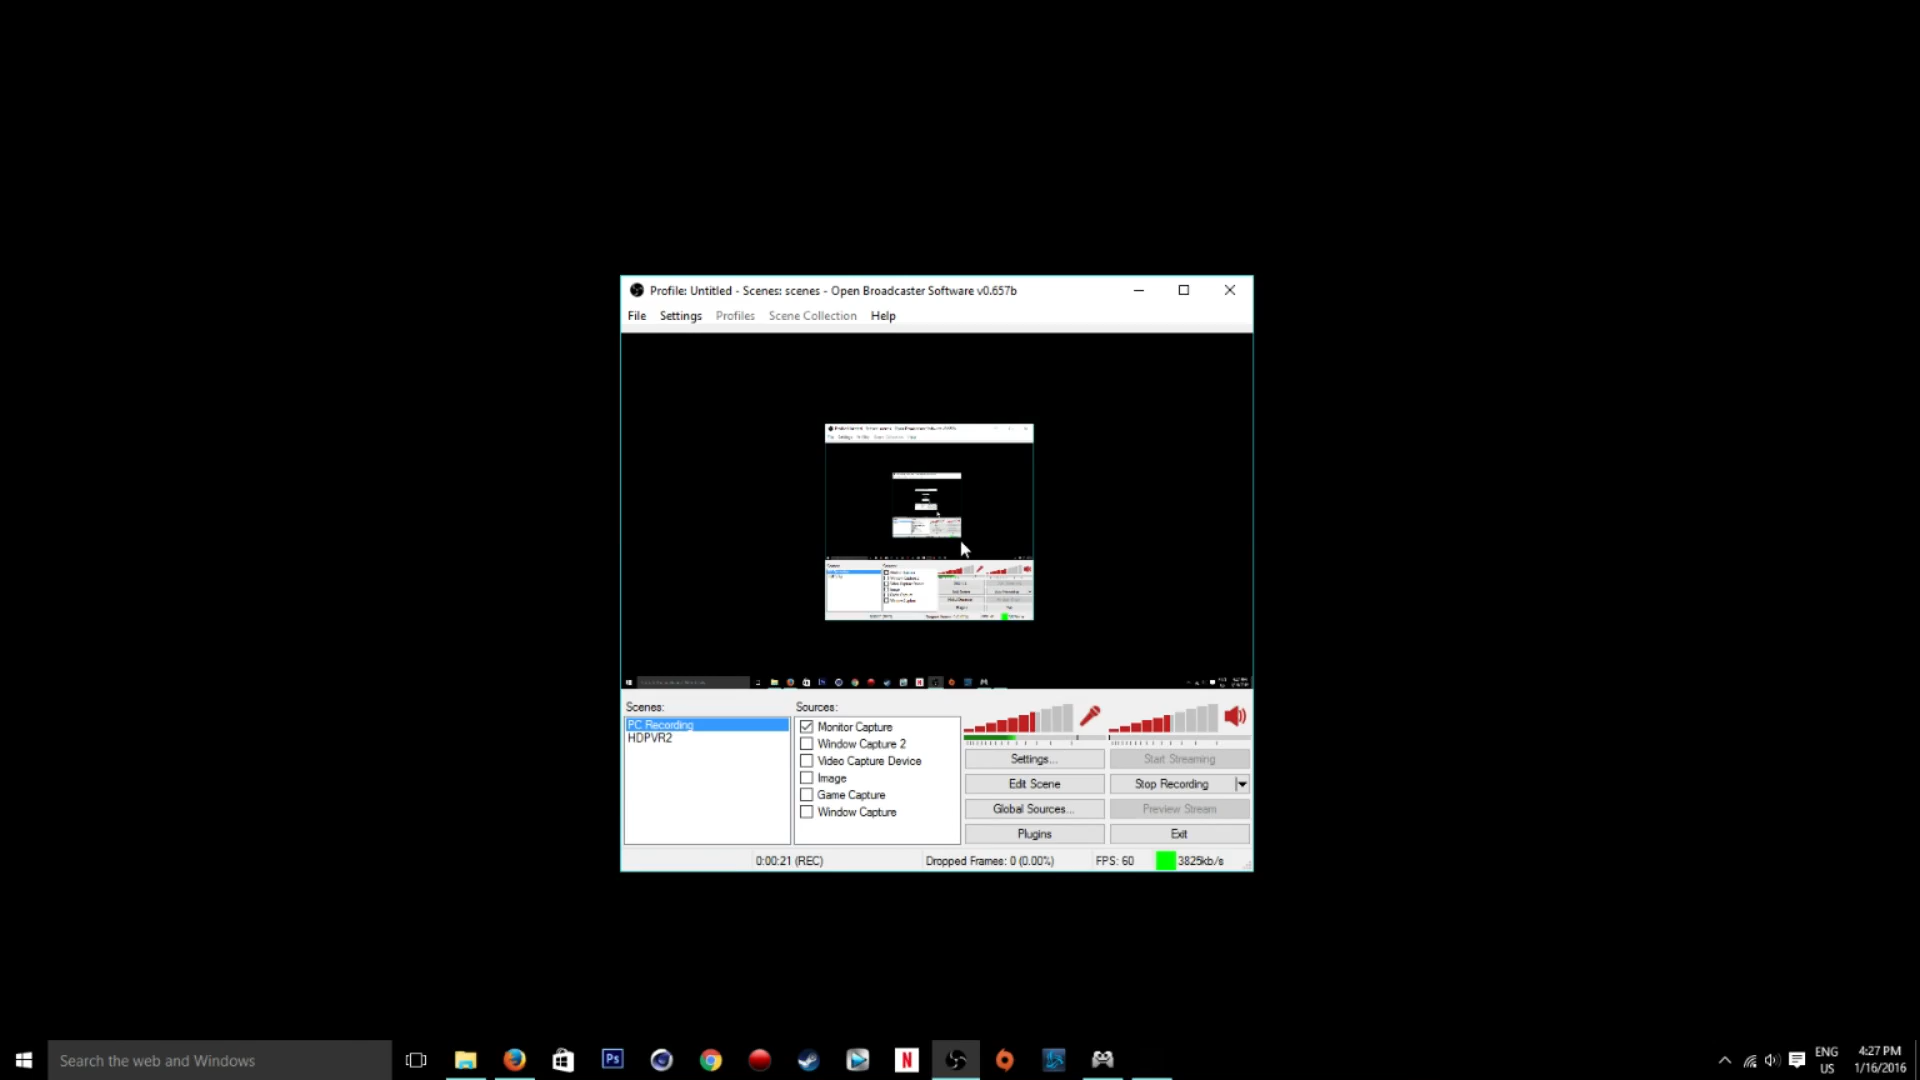 Profile: Untitled - Scenes: scenes - Open Broadcaster Software v0.657b
File Settings Profiles Scene Collection Help
Scenes:
PC Recording
HDPVR2
Sources:
Monitor Capture
Window Capture 2
Video Capture Device
Image
Game Capture
Window Capture
Settings... Start Streaming
Edit Scene Stop Recording
Global Sources... Preview Stream
Plugins Exit
0:00:21 (REC) Dropped Frames: 0 (0.00%) FPS: 60 3825kb/s
Search the web and Windows
Ps
N
ENG
US
4:27 PM
1/16/2016